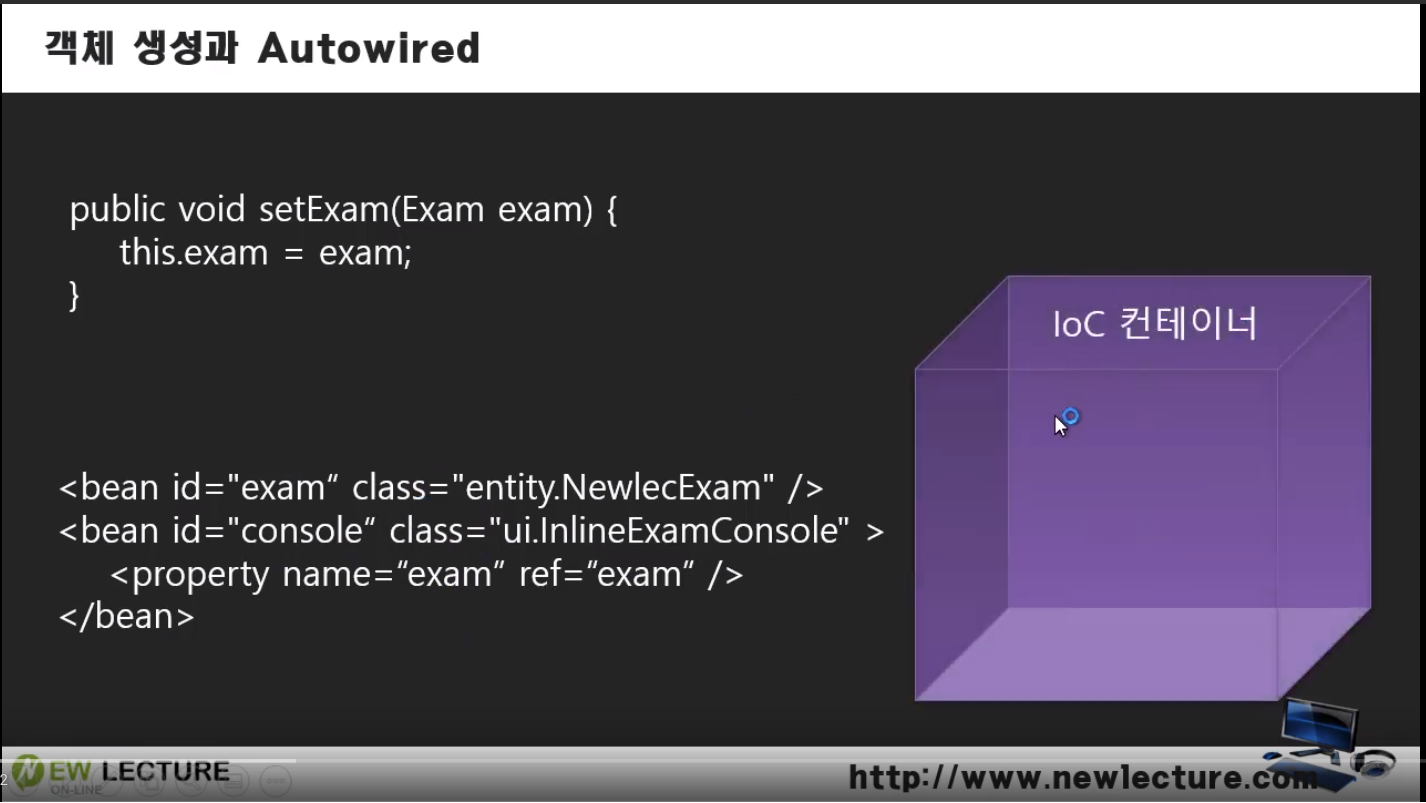 객체 생성과 Autowired
public void setExam(Exam exam) {
this.exam = exam;
}
IoC 컨테이너
<bean id="exam“ class="entity.NewlecExam" />
<bean id="console“ class="ui.InlineExamConsole" >
<property name=“exam” ref=“exam” />
</bean>
2
NEW LECTURE
ON-LINE
http://www.newlecture.com